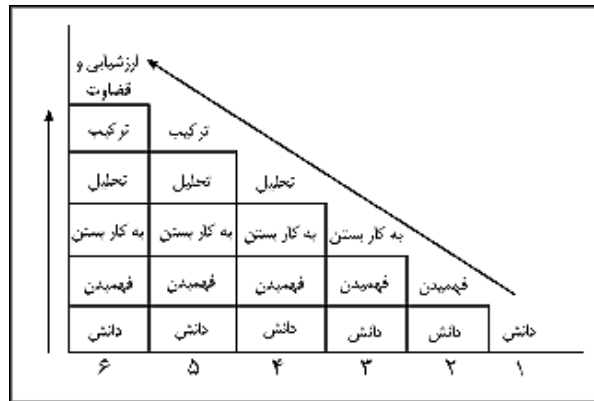 ارزشیابی و
قضاوت
ترکیب ترکیب
تحلیل تحلیل تحلیل
به کار بستن به کار بستن به کار بستن به کار بستن
فهمیدن فهمیدن فهمیدن فهمیدن فهمیدن
دانش دانش دانش دانش دانش دانش
۱ ۲ ۳ ۴ ۵ ۶